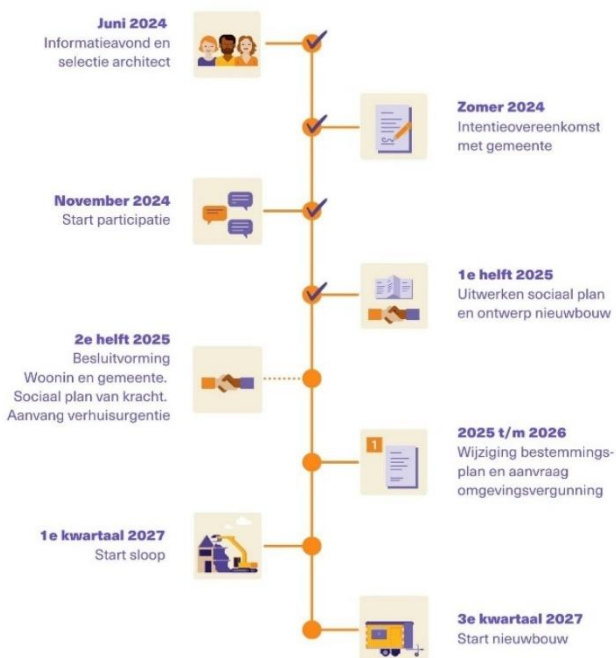 Juni 2024
Informatieavond en
selectie architect
Zomer 2024
Intentieovereenkomst
met gemeente
November 2024
Start participatie
1e helft 2025
Uitwerken sociaal plan
en ontwerp nieuwbouw
2e helft 2025
Besluitvorming
Woonin en gemeente.
Sociaal plan van kracht.
Aanvang verhuisurgentie
1
2025 t/m 2026
Wijziging bestemmings-
plan en aanvraag
omgevingsvergunning
1e kwartaal 2027
Start sloop
3e kwartaal 2027
Start nieuwbouw